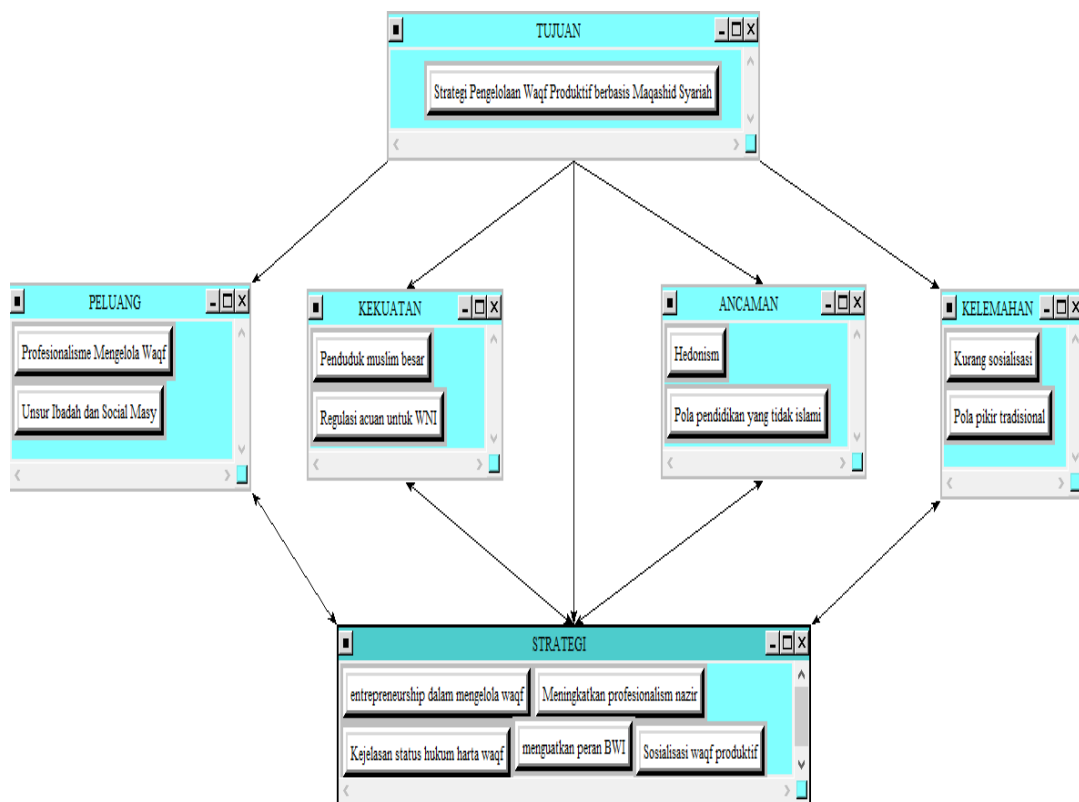 TUJUAN
Strategi Pengelolaan Waqf Produktif berbasis Maqashid Syariah
PELUANG
Profesionalisme Mengelola Waqf
Unsur Ibadah dan Social Masy
KEKUATAN
Penduduk muslim besar
Regulasi acuan untuk WNI
ANCAMAN
Hedonism
Pola pendidikan yang tidak islami
KELEMAHAN
Kurang sosialisasi
Pola pikir tradisional
STRATEGI
entrepreneurship dalam mengelola waqf
Meningkatkan profesionalism nazir
Kejelasan status hukum harta waqf
menguatkan peran BWI
Sosialisasi waqf produktif